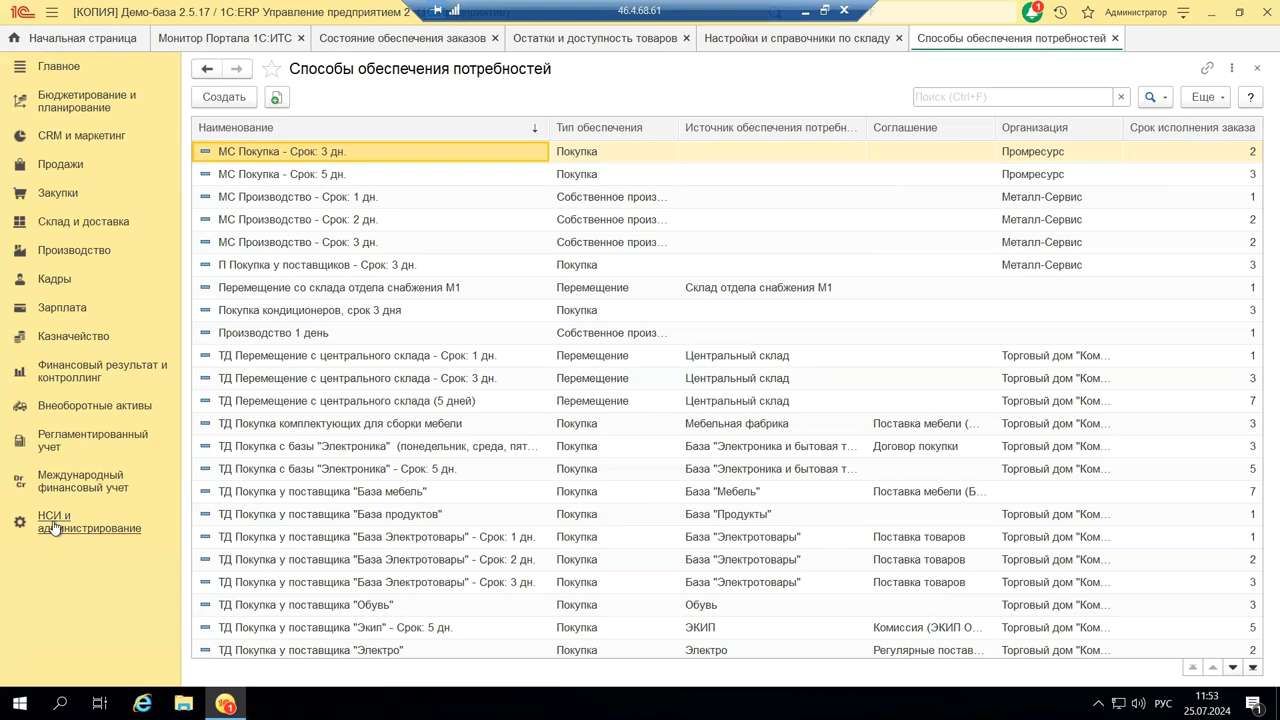 [КОПИЯ] Демо-база 2.5.17 / 1С:ERP Управление предприятием 2
46.4.68.61
1
Администратор
Начальная страница
Монитор Портала 1С:ИТС
Состояние обеспечения заказов
Остатки и доступность товаров
Настройки и справочники по складу
Способы обеспечения потребностей
Главное
Бюджетирование и
планирование
CRM и маркетинг
Продажи
Закупки
Склад и доставка
Производство
Кадры
Зарплата
Казначейство
Финансовый результат и
контроллинг
Внеоборотные активы
Регламентированный
учет
Международный
финансовый учет
НСИ и
администрирование
Способы обеспечения потребностей
Создать
Поиск (Ctrl+F)
Еще
?
Наименование Тип обеспечения Источник обеспечения потребн... Соглашение Организация Срок исполнения заказа
МС Покупка - Срок: 3 дн. Покупка Промресурс 2
МС Покупка - Срок: 5 дн. Покупка Промресурс 3
МС Производство - Срок: 1 дн. Собственное произ... Металл-Сервис 1
МС Производство - Срок: 2 дн. Собственное произ... Металл-Сервис 2
МС Производство - Срок: 3 дн. Собственное произ... Металл-Сервис 2
П Покупка у поставщиков - Срок: 3 дн. Покупка Металл-Сервис 3
Перемещение со склада отдела снабжения М1 Перемещение Склад отдела снабжения М1 1
Покупка кондиционеров, срок 3 дня Покупка 3
Производство 1 день Собственное произ... 1
ТД Перемещение с центрального склада - Срок: 1 дн. Перемещение Центральный склад Торговый дом "Ком... 1
ТД Перемещение с центрального склада - Срок: 3 дн. Перемещение Центральный склад Торговый дом "Ком... 3
ТД Перемещение с центрального склада (5 дней) Перемещение Центральный склад Торговый дом "Ком... 7
ТД Покупка комплектующих для сборки мебели Покупка Мебельная фабрика Поставка мебели (... Торговый дом "Ком... 3
ТД Покупка с базы "Электроника" (понедельник, среда, пят... Покупка База "Электроника и бытовая т... Договор покупки Торговый дом "Ком... 3
ТД Покупка с базы "Электроника" - Срок: 5 дн. Покупка База "Электроника и бытовая т... Торговый дом "Ком... 5
ТД Покупка у поставщика "База мебель" Покупка База "Мебель" Поставка мебели (Б... 7
ТД Покупка у поставщика "База продуктов" Покупка База "Продукты" Торговый дом "Ком... 1
ТД Покупка у поставщика "База Электротовары" - Срок: 1 дн. Покупка База "Электротовары" Поставка товаров Торговый дом "Ком... 1
ТД Покупка у поставщика "База Электротовары" - Срок: 2 дн. Покупка База "Электротовары" Поставка товаров Торговый дом "Ком... 2
ТД Покупка у поставщика "База Электротовары" - Срок: 3 дн. Покупка База "Электротовары" Поставка товаров Торговый дом "Ком... 3
ТД Покупка у поставщика "Обувь" Покупка Обувь Торговый дом "Ком... 3
ТД Покупка у поставщика "Экип" - Срок: 5 дн. Покупка ЭКИП Комиссия (ЭКИП О... Торговый дом "Ком... 5
ТД Покупка у поставщика "Электро" Покупка Электро Регулярные постав... Торговый дом "Ком... 2
РУС
11:53
25.07.2024
1
1